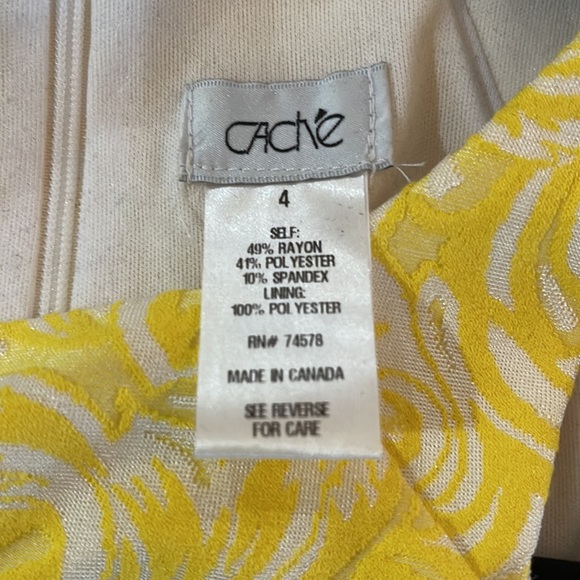 CAChé
4
SELF:
49% RAYON
41% POLYESTER
10% SPANDEX
LINING:
100% POLYESTER
RN# 74578
MADE IN CANADA
SEE REVERSE
FOR CARE